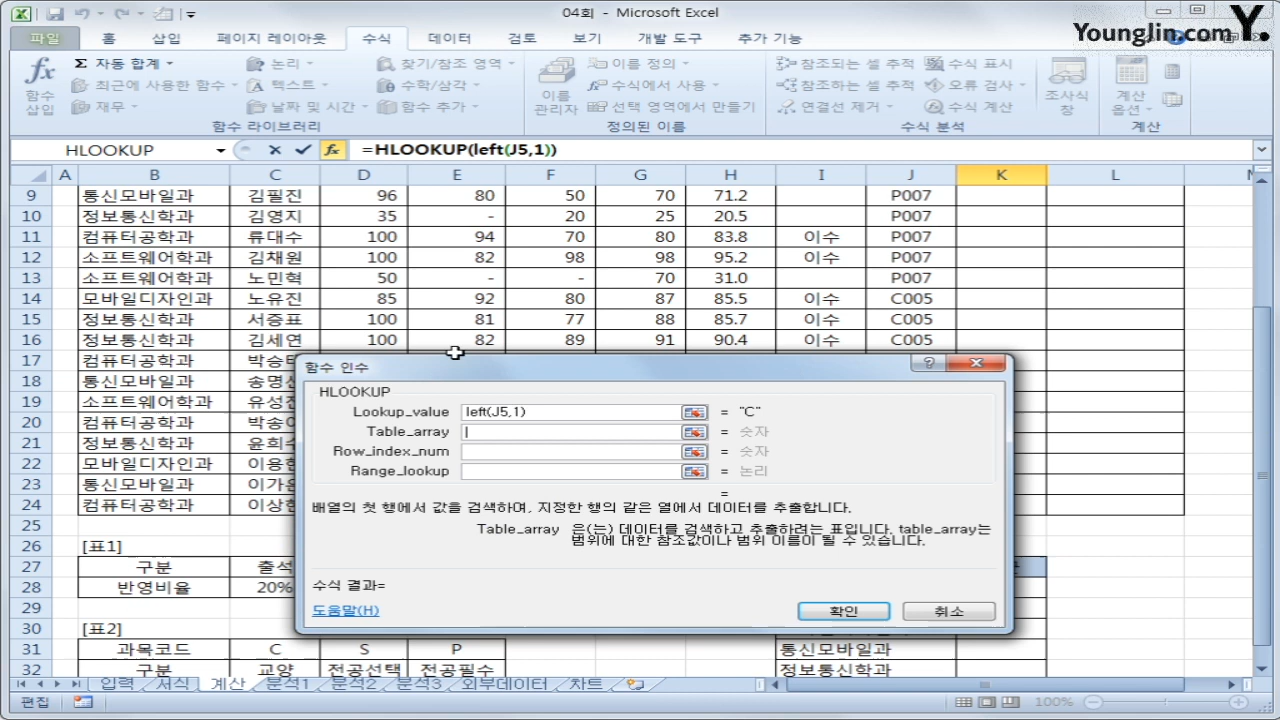 04회 - Microsoft Excel
Younglin.com Y.
파일 홈 삽입 페이지 레이아웃 수식 데이터 검토 보기 개발 도구 추가 기능
fx 함수 삽입
Σ 자동 합계 논리 찾기/참조 영역
최근에 사용한 함수 텍스트 수학/삼각
재무 날짜 및 시간 함수 추가
함수 라이브러리
이름 관리자
이름 정의
수식에서 사용
선택 영역에서 만들기
정의된 이름
참조되는 셀 추적 수식 표시
참조하는 셀 추적 오류 검사
연결선 제거 수식 계산
수식 분석
조사식 창
계산 옵션
계산
HLOOKUP fx =HLOOKUP(left(J5,1))
A B C D E F G H I J K L
9 통신모바일과 김필진 96 80 50 70 71.2 P007
10 정보통신학과 김영지 35 - 20 25 20.5 P007
11 컴퓨터공학과 류대수 100 94 70 80 83.8 이수 P007
12 소프트웨어학과 김채원 100 82 98 98 95.2 이수 P007
13 소프트웨어학과 노민혁 50 - - 70 31.0 P007
14 모바일디자인과 노유진 85 92 80 87 85.5 이수 C005
15 정보통신학과 서증표 100 81 77 88 85.7 이수 C005
16 정보통신학과 김세연 100 82 89 91 90.4 이수 C005
17 컴퓨터공학과
18 통신모바일과
19 소프트웨어학과
20 컴퓨터공학과
21 정보통신학과
22 모바일디자인과
23 통신모바일과
24 컴퓨터공학과
25
26 [표1]
27 구분 출석
28 반영비율 20%
29
30 [표2]
31 과목코드 C S P 통신모바일과
32 구분 교양 전공선택 전공필수 정보통신학과
함수 인수
HLOOKUP
Lookup_value left(J5,1) = "C"
Table_array = 숫자
Row_index_num = 숫자
Range_lookup = 논리
=
배열의 첫 행에서 값을 검색하며, 지정한 행의 같은 열에서 데이터를 추출합니다.
Table_array 은(는) 데이터를 검색하고 추출하려는 표입니다. table_array는
범위에 대한 참조값이나 범위 이름이 될 수 있습니다.
수식 결과=
도움말(H) 확인 취소
입력 서식 계산 분석1 분석2 분석3 외부데이터 차트
편집 100%